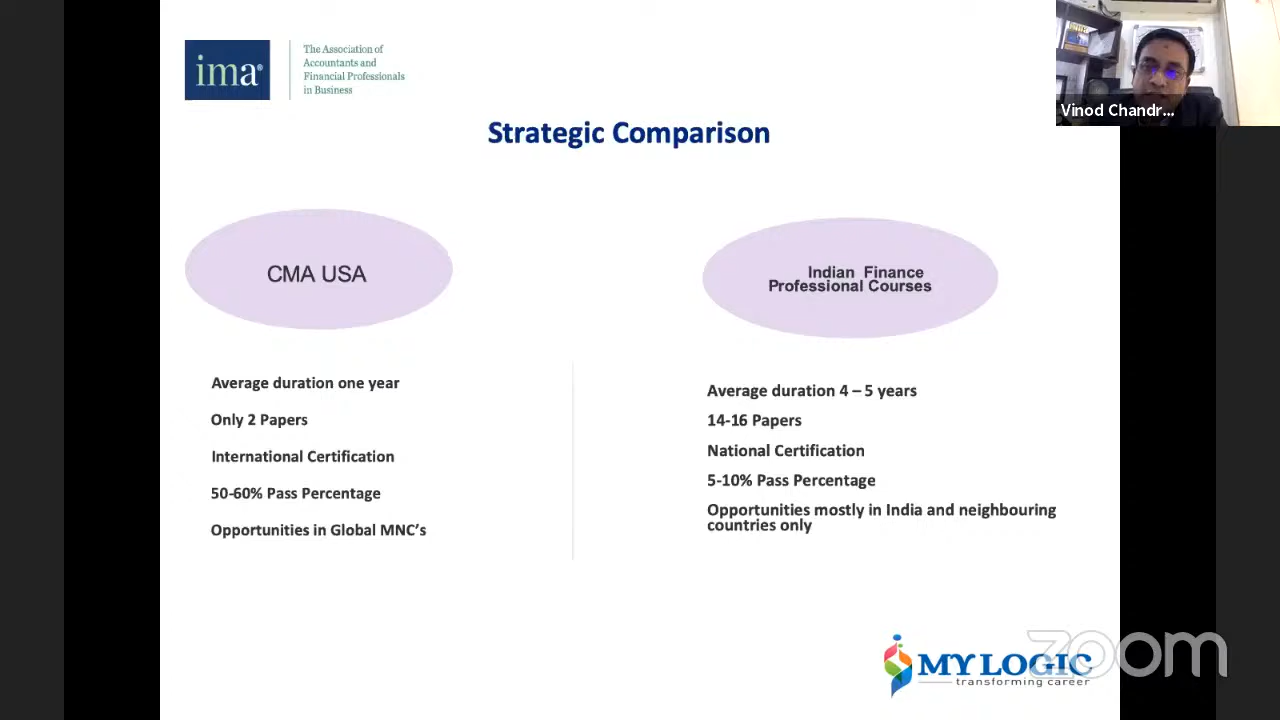 ima®
The Association of
Accountants and
Financial Professionals
in Business
Vinod Chandr...
Strategic Comparison
CMA USA
Average duration one year
Only 2 Papers
International Certification
50-60% Pass Percentage
Opportunities in Global MNC's
Indian Finance
Professional Courses
Average duration 4 – 5 years
14-16 Papers
National Certification
5-10% Pass Percentage
Opportunities mostly in India and neighbouring
countries only
MY LOGIC
transforming career
zoom